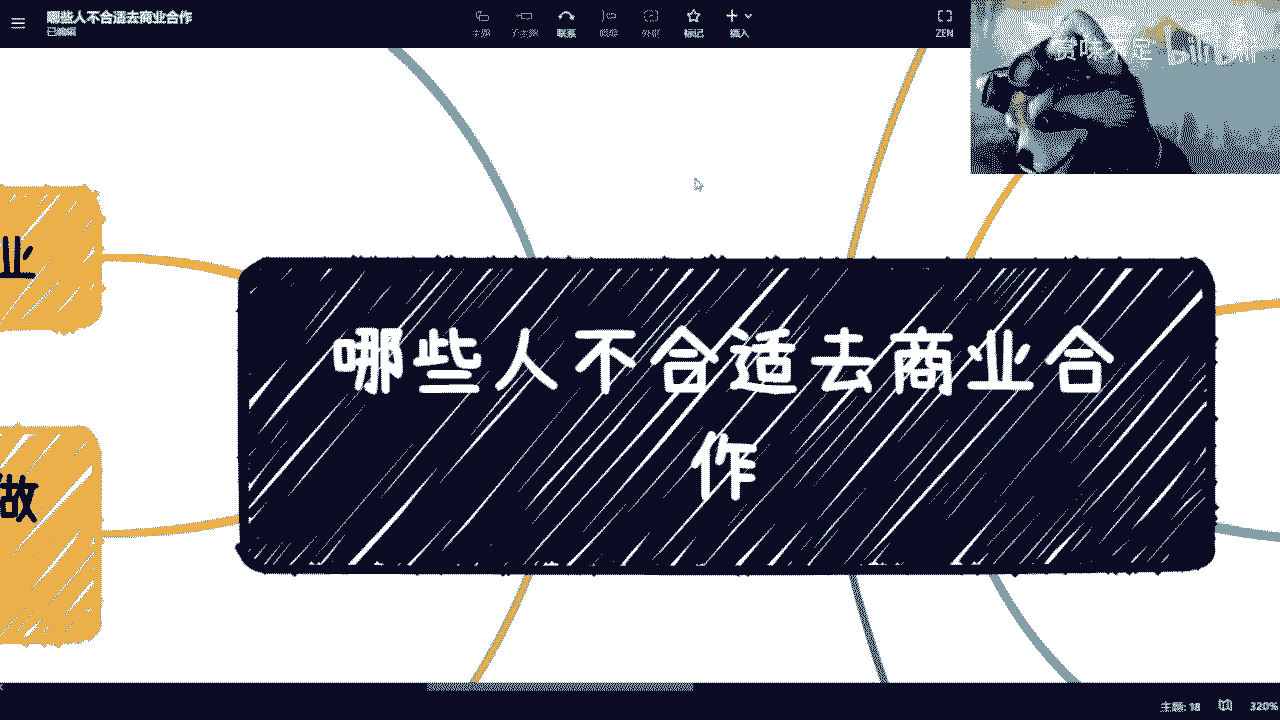 哪些人不合适去商业合作
已编辑
主题
子主题
联系
概要
外框
标记
插入
ZEN
赏味不足 bilibili
业
哪些人不合适去商业合
作
做
主题: 18
320%